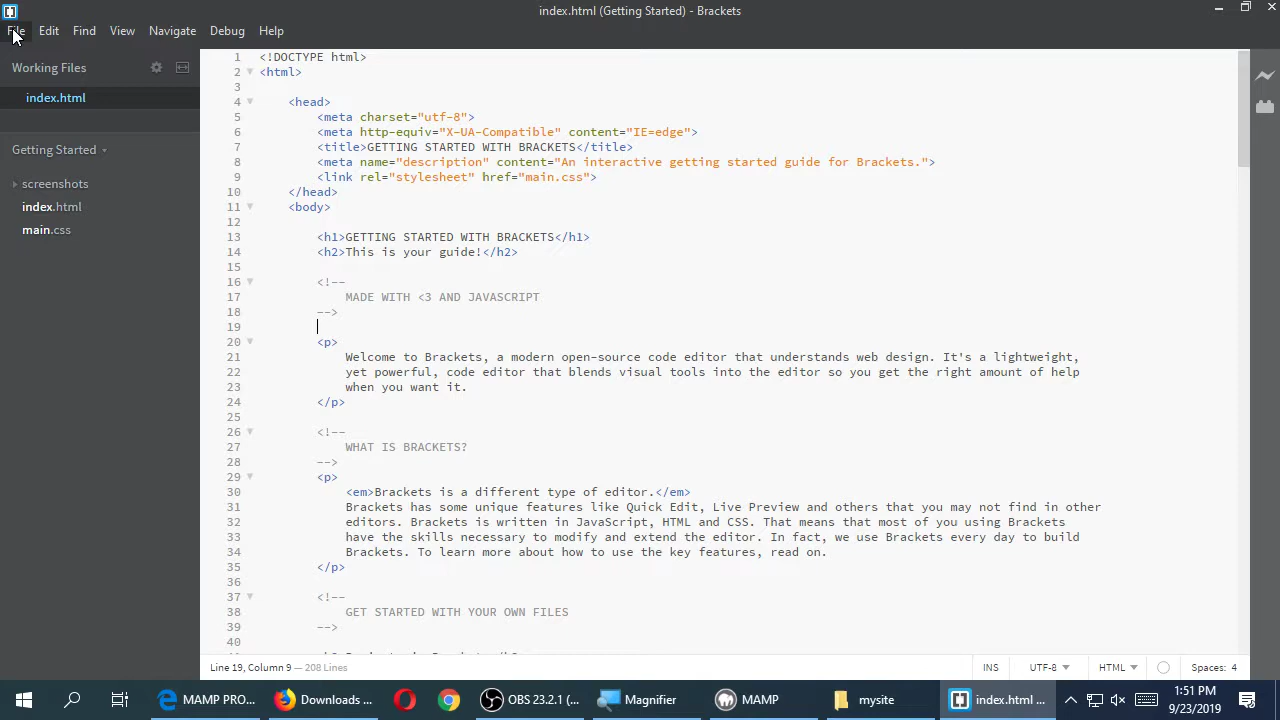 index.html (Getting Started) - Brackets
File Edit Find View Navigate Debug Help
Working Files
index.html
Getting Started
screenshots
index.html
main.css
1 <!DOCTYPE html>
2 <html>
3
4 <head>
5 <meta charset="utf-8">
6 <meta http-equiv="X-UA-Compatible" content="IE=edge">
7 <title>GETTING STARTED WITH BRACKETS</title>
8 <meta name="description" content="An interactive getting started guide for Brackets.">
9 <link rel="stylesheet" href="main.css">
10 </head>
11 <body>
12
13 <h1>GETTING STARTED WITH BRACKETS</h1>
14 <h2>This is your guide!</h2>
15
16 <!--
17 MADE WITH <3 AND JAVASCRIPT
18 -->
19
20 <p>
21 Welcome to Brackets, a modern open-source code editor that understands web design. It's a lightweight,
22 yet powerful, code editor that blends visual tools into the editor so you get the right amount of help
23 when you want it.
24 </p>
25
26 <!--
27 WHAT IS BRACKETS?
28 -->
29 <p>
30 <em>Brackets is a different type of editor.</em>
31 Brackets has some unique features like Quick Edit, Live Preview and others that you may not find in other
32 editors. Brackets is written in JavaScript, HTML and CSS. That means that most of you using Brackets
33 have the skills necessary to modify and extend the editor. In fact, we use Brackets every day to build
34 Brackets. To learn more about how to use the key features, read on.
35 </p>
36
37 <!--
38 GET STARTED WITH YOUR OWN FILES
39 -->
40
Line 19, Column 9 — 208 Lines
INS UTF-8 HTML Spaces: 4
MAMP PRO... Downloads ... OBS 23.2.1 (... Magnifier MAMP mysite index.html ...
1:51 PM
9/23/2019